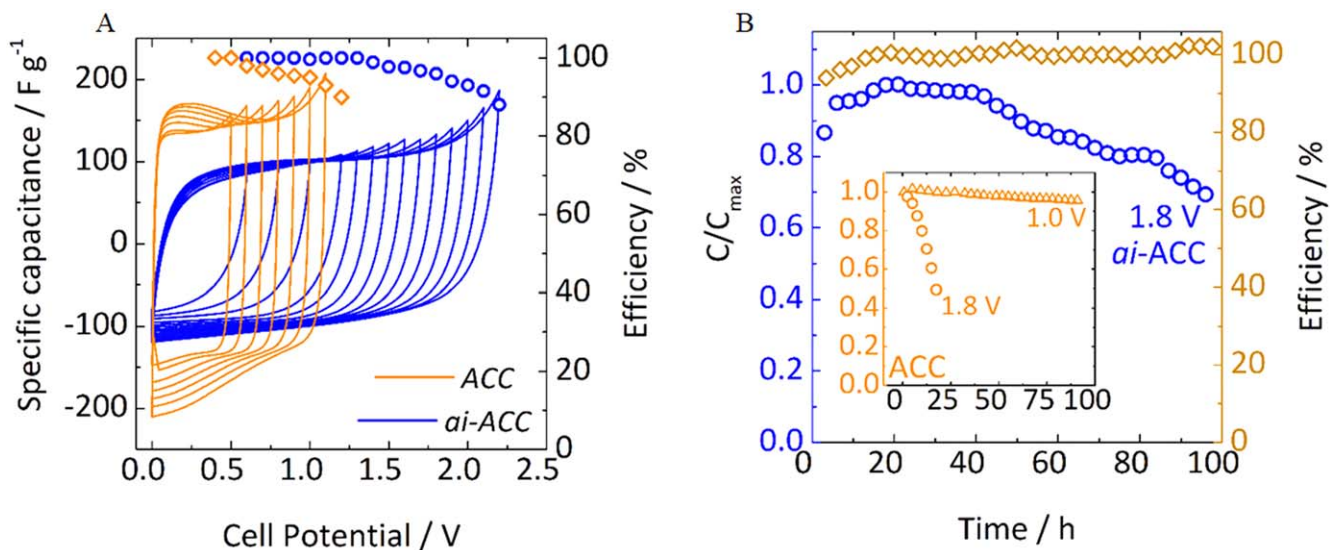 A
Specific capacitance / F g⁻¹
200
100
0
-100
-200
0.0 0.5 1.0 1.5 2.0 2.5
Cell Potential / V
100
80
60
40
20
0
Efficiency / %
ACC
ai-ACC
B
C/Cmax
1.0
0.8
0.6
0.4
0.2
0.0
0 20 40 60 80 100
Time / h
100
80
60
40
20
0
Efficiency / %
1.8 V
ai-ACC
1.0
0.8
0.6
0.4
0.2
0.0
1.0 V
1.8 V
ACC
0 25 50 75 100